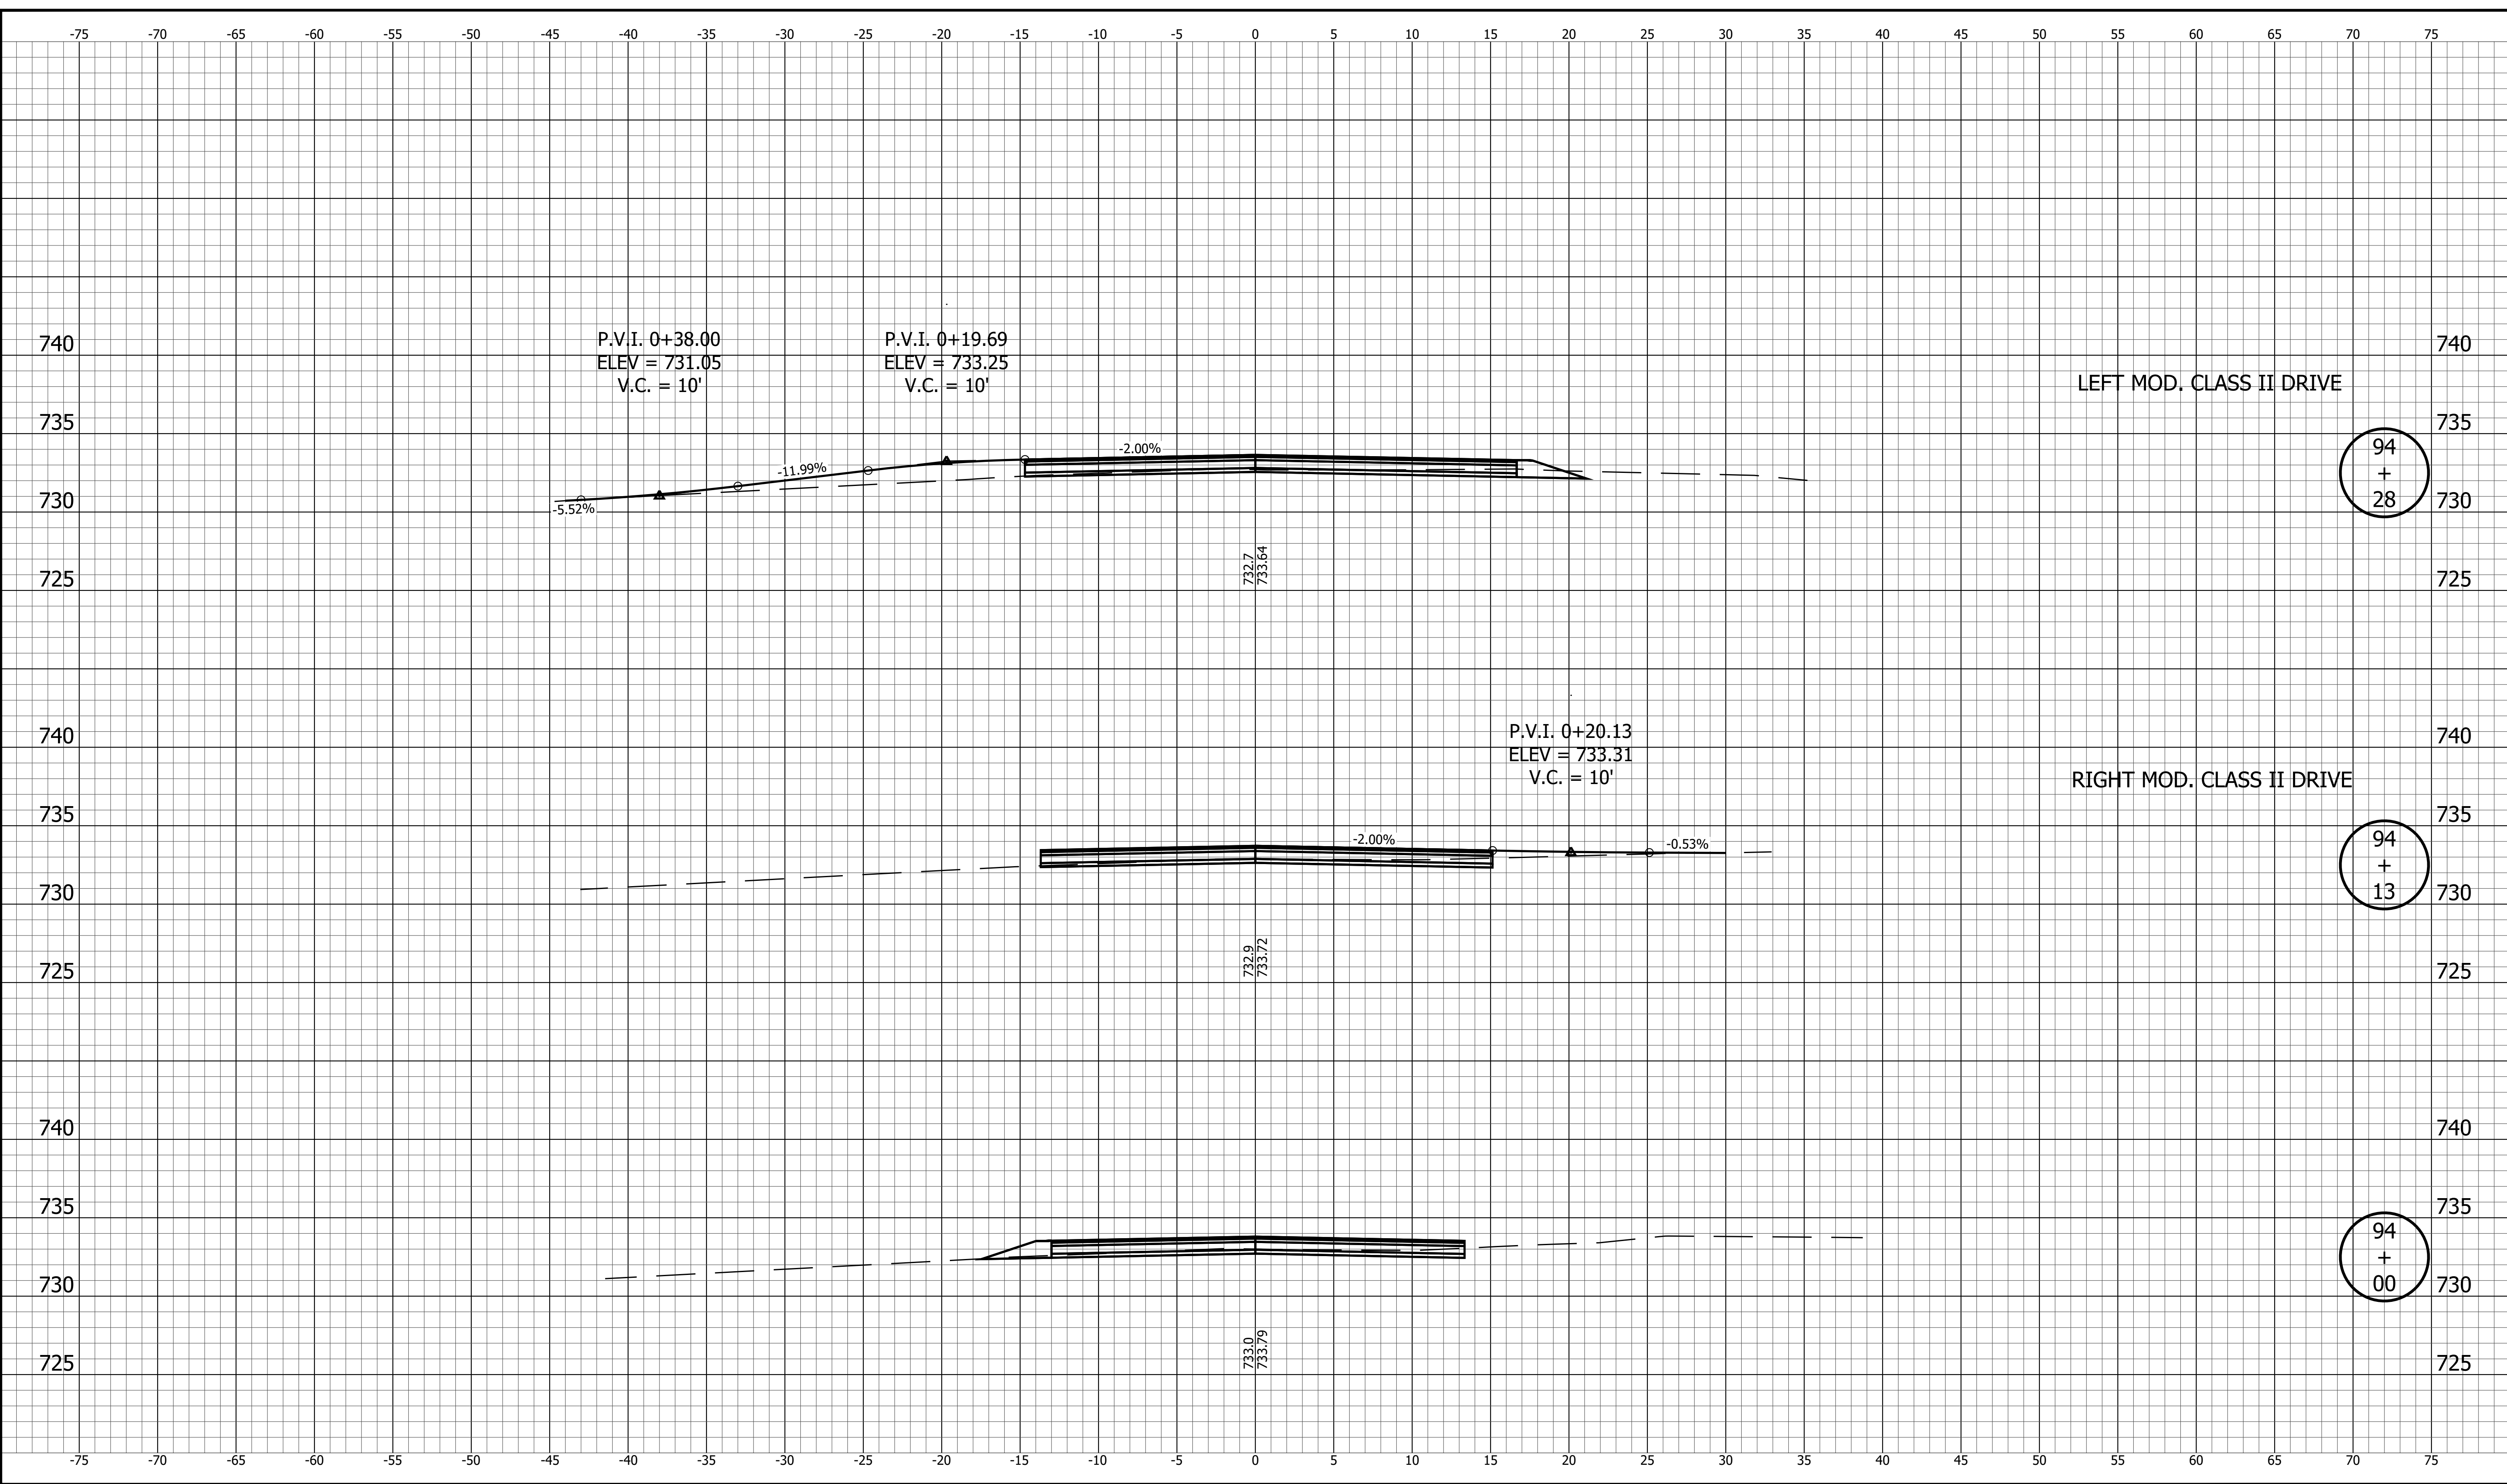 -75 -70 -65 -60 -55 -50 -45 -40 -35 -30 -25 -20 -15 -10 -5 0 5 10 15 20 25 30 35 40 45 50 55 60 65 70 75
740 740
P.V.I. 0+38.00
ELEV = 731.05
V.C. = 10'
P.V.I. 0+19.69
ELEV = 733.25
V.C. = 10'
LEFT MOD. CLASS II DRIVE
735 735
-5.52%
-11.99%
-2.00%
94
+
28
730 730
732.7
733.64
725 725
740 740
P.V.I. 0+20.13
ELEV = 733.31
V.C. = 10'
RIGHT MOD. CLASS II DRIVE
735 735
-2.00%
-0.53%
94
+
13
730 730
732.9
733.72
725 725
740 740
735 735
94
+
00
730 730
733.0
733.79
725 725
-75 -70 -65 -60 -55 -50 -45 -40 -35 -30 -25 -20 -15 -10 -5 0 5 10 15 20 25 30 35 40 45 50 55 60 65 70 75